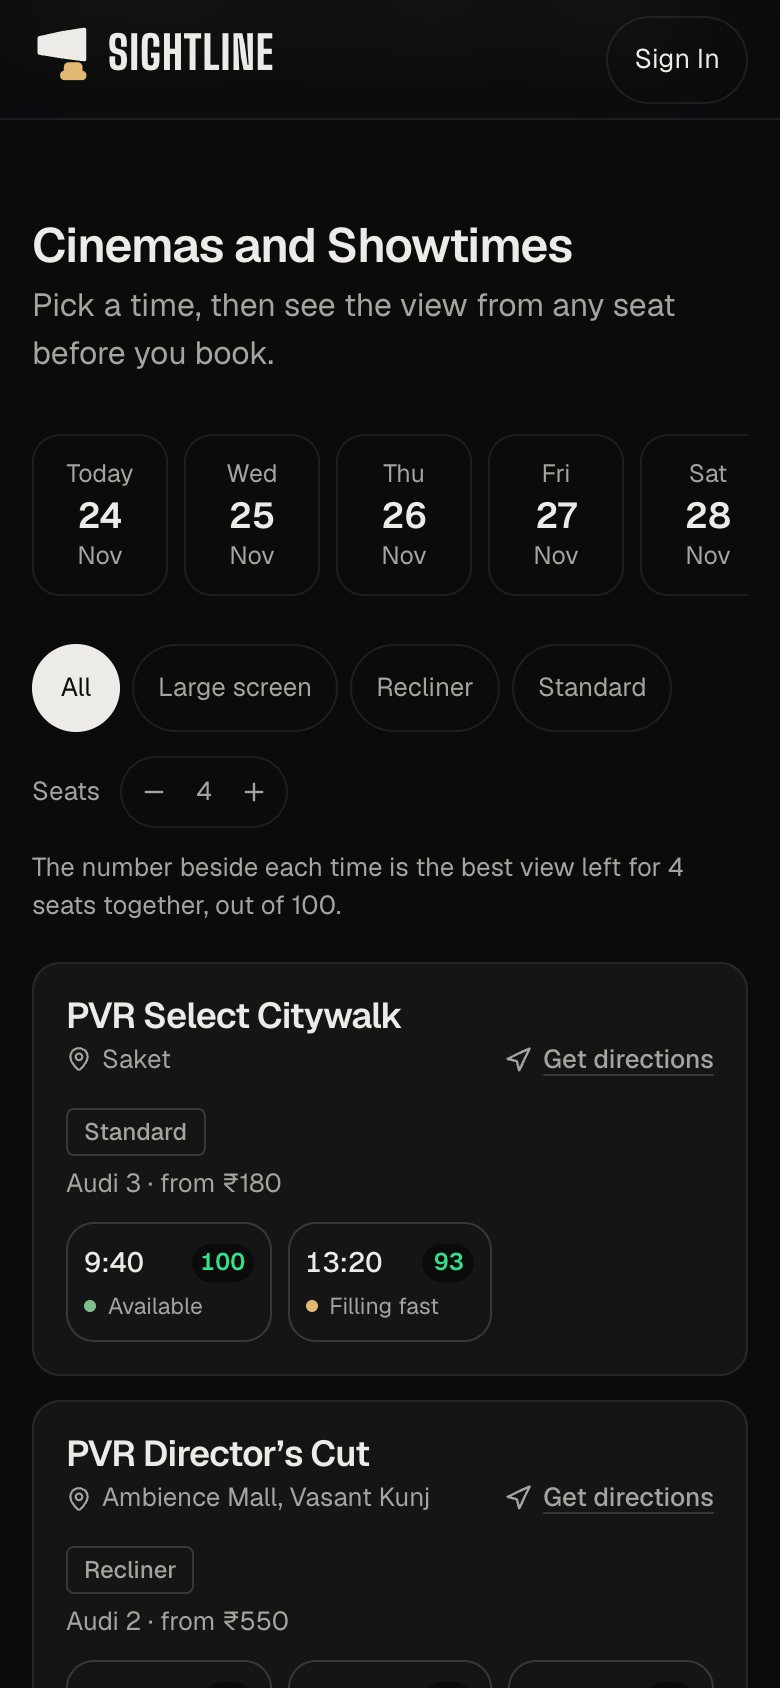 SIGHTLINE
Sign In
Cinemas and Showtimes
Pick a time, then see the view from any seat
before you book.
Today
24
Nov
Wed
25
Nov
Thu
26
Nov
Fri
27
Nov
Sat
28
Nov
All
Large screen
Recliner
Standard
Seats
4
The number beside each time is the best view left for 4
seats together, out of 100.
PVR Select Citywalk
Saket
Get directions
Standard
Audi 3 · from ₹180
9:40 100
Available
13:20 93
Filling fast
PVR Director’s Cut
Ambience Mall, Vasant Kunj
Get directions
Recliner
Audi 2 · from ₹550